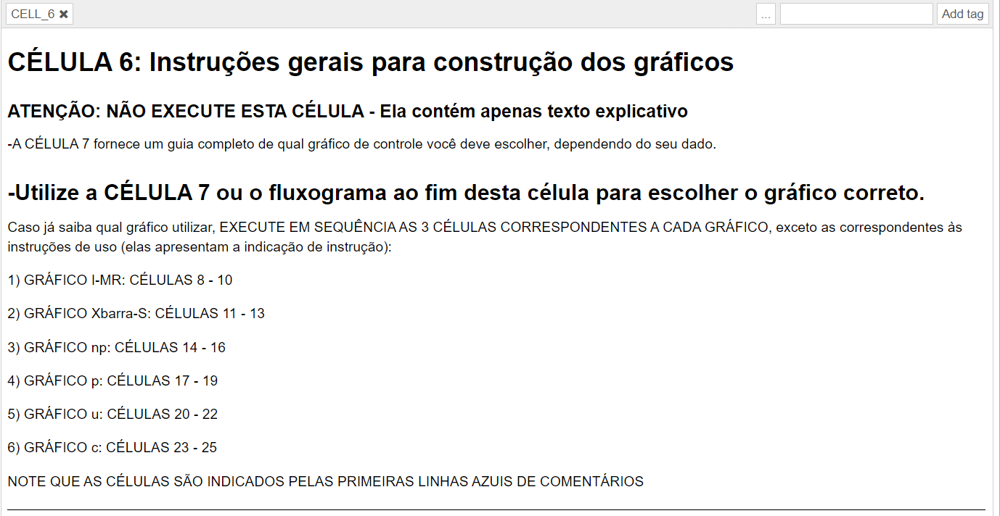 CELL_6 ✖
... Add tag
CÉLULA 6: Instruções gerais para construção dos gráficos
ATENÇÃO: NÃO EXECUTE ESTA CÉLULA - Ela contém apenas texto explicativo
-A CÉLULA 7 fornece um guia completo de qual gráfico de controle você deve escolher, dependendo do seu dado.
-Utilize a CÉLULA 7 ou o fluxograma ao fim desta célula para escolher o gráfico correto.
Caso já saiba qual gráfico utilizar, EXECUTE EM SEQUÊNCIA AS 3 CÉLULAS CORRESPONDENTES A CADA GRÁFICO, exceto as correspondentes às
instruções de uso (elas apresentam a indicação de instrução):
1) GRÁFICO I-MR: CÉLULAS 8 - 10
2) GRÁFICO Xbarra-S: CÉLULAS 11 - 13
3) GRÁFICO np: CÉLULAS 14 - 16
4) GRÁFICO p: CÉLULAS 17 - 19
5) GRÁFICO u: CÉLULAS 20 - 22
6) GRÁFICO c: CÉLULAS 23 - 25
NOTE QUE AS CÉLULAS SÃO INDICADOS PELAS PRIMEIRAS LINHAS AZUIS DE COMENTÁRIOS